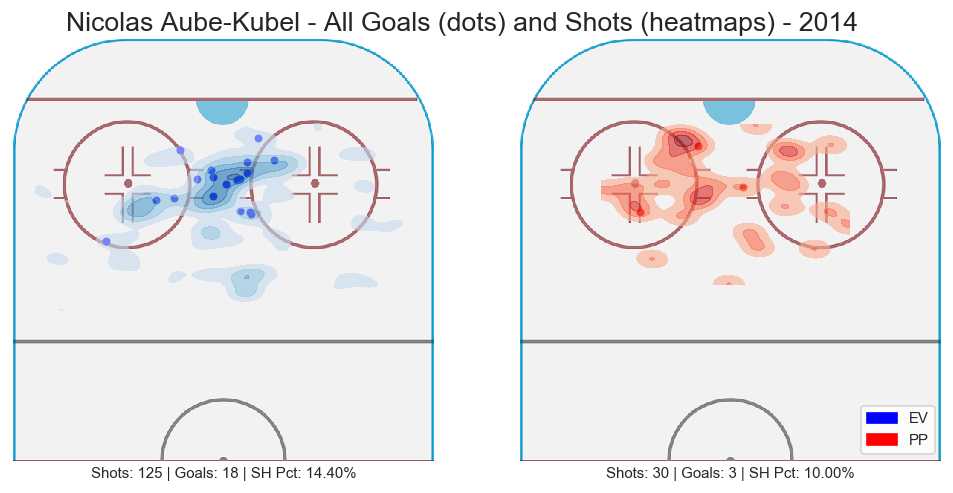 Nicolas Aube-Kubel - All Goals (dots) and Shots (heatmaps) - 2014
EV
PP
Shots: 125 | Goals: 18 | SH Pct: 14.40%
Shots: 30 | Goals: 3 | SH Pct: 10.00%